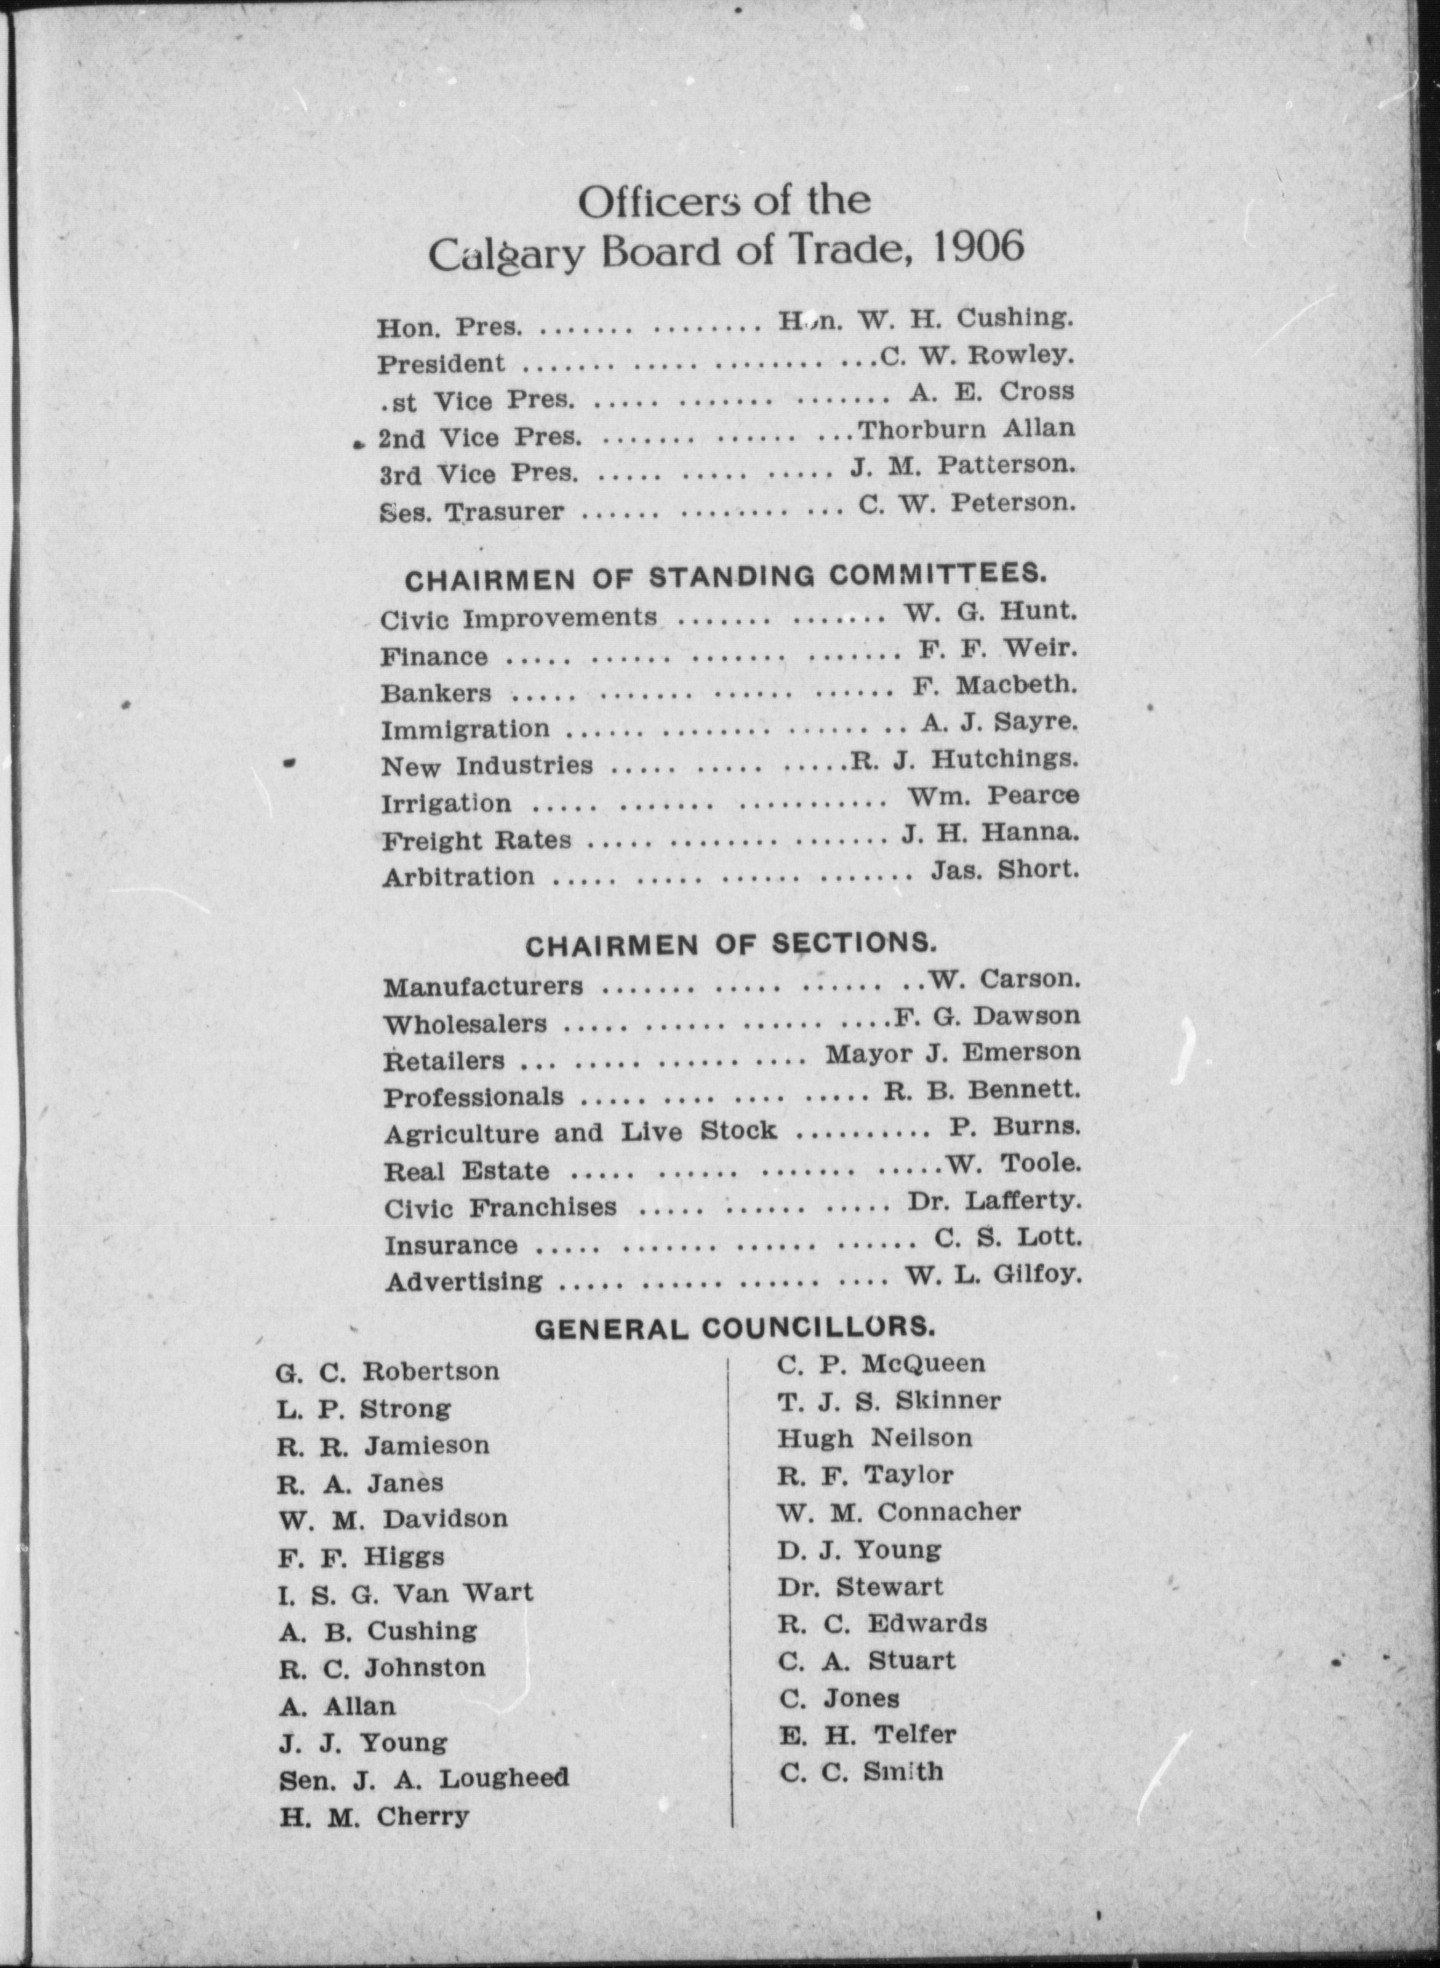 Officers of the
Calgary Board of Trade, 1906
Hon. Pres. ....... ........ Hon. W. H. Cushing.
President ....... ..... ........ ...C. W. Rowley.
.st Vice Pres. ..... ....... ....... A. E. Cross
2nd Vice Pres. ....... ...... ...Thorburn Allan
3rd Vice Pres. ..... ..... ..... J. M. Patterson.
Ses. Trasurer ...... ........ ... C. W. Peterson.
CHAIRMEN OF STANDING COMMITTEES.
Civic Improvements ....... ....... W. G. Hunt.
Finance ..... ...... ....... ....... F. F. Weir.
Bankers ..... ....... ...... ...... F. Macbeth.
Immigration ...... ........ ...... .. A. J. Sayre.
New Industries ..... ..... .....R. J. Hutchings.
Irrigation ..... ....... ........... Wm. Pearce
Freight Rates ..... ........ ....... J. H. Hanna.
Arbitration ..... ..... ...... ....... Jas. Short.
CHAIRMEN OF SECTIONS.
Manufacturers ....... ..... ...... ..W. Carson.
Wholesalers ..... ...... ...... ....F. G. Dawson
Retailers ... ..... ...... .... Mayor J. Emerson
Professionals ..... .... .... ..... R. B. Bennett.
Agriculture and Live Stock .......... P. Burns.
Real Estate ..... ...... ....... .....W. Toole.
Civic Franchises ..... ...... ..... Dr. Lafferty.
Insurance ..... ....... ...... ...... C. S. Lott.
Advertising ..... ...... ...... .... W. L. Gilfoy.
GENERAL COUNCILLORS.
G. C. Robertson
L. P. Strong
R. R. Jamieson
R. A. Janes
W. M. Davidson
F. F. Higgs
I. S. G. Van Wart
A. B. Cushing
R. C. Johnston
A. Allan
J. J. Young
Sen. J. A. Lougheed
H. M. Cherry
C. P. McQueen
T. J. S. Skinner
Hugh Neilson
R. F. Taylor
W. M. Connacher
D. J. Young
Dr. Stewart
R. C. Edwards
C. A. Stuart
C. Jones
E. H. Telfer
C. C. Smith